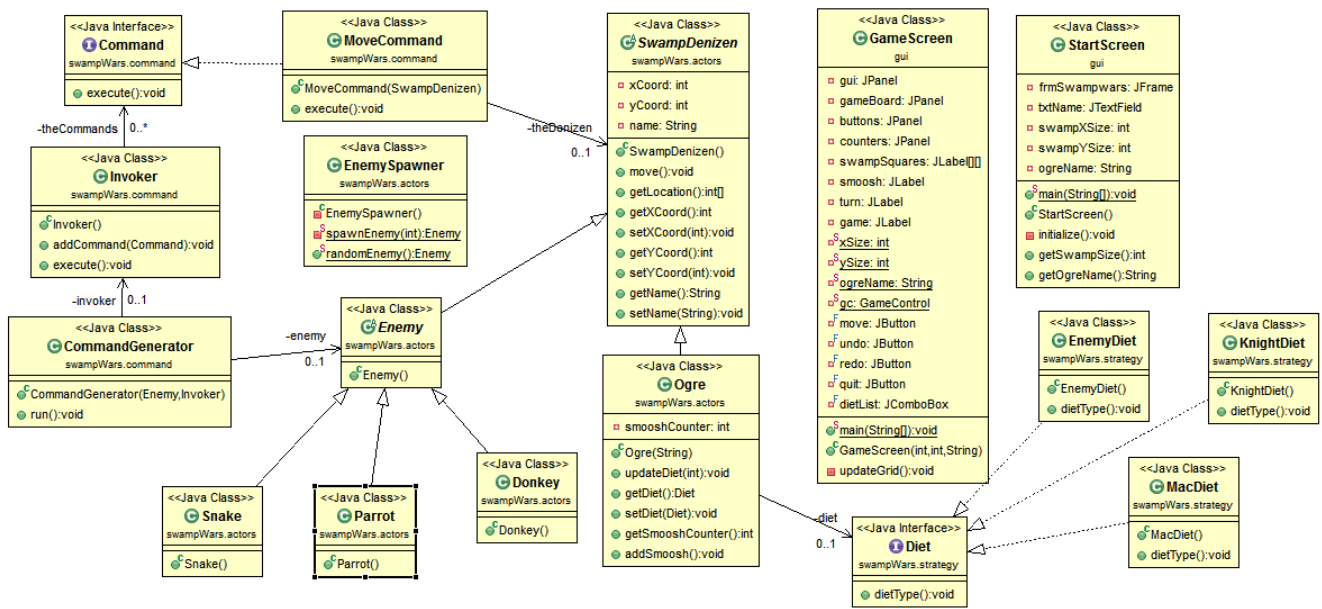 <<Java Interface>>
Command
swampWars.command
execute():void
-theCommands
0..*
<<Java Class>>
Invoker
swampWars.command
Invoker()
addCommand(Command):void
execute():void
-invoker
0..1
<<Java Class>>
CommandGenerator
swampWars.command
CommandGenerator(Enemy,Invoker)
run():void
-enemy
0..1
<<Java Class>>
MoveCommand
swampWars.command
MoveCommand(SwampDenizen)
execute():void
-theDenizen
0..1
<<Java Class>>
EnemySpawner
swampWars.actors
EnemySpawner()
spawnEnemy(int):Enemy
randomEnemy():Enemy
<<Java Class>>
Enemy
swampWars.actors
Enemy()
<<Java Class>>
Snake
swampWars.actors
Snake()
<<Java Class>>
Parrot
swampWars.actors
Parrot()
<<Java Class>>
Donkey
swampWars.actors
Donkey()
<<Java Class>>
SwampDenizen
swampWars.actors
xCoord: int
yCoord: int
name: String
SwampDenizen()
move():void
getLocation():int[]
getXCoord():int
setXCoord(int):void
getYCoord():int
setYCoord(int):void
getName():String
setName(String):void
<<Java Class>>
Ogre
swampWars.actors
smooshCounter: int
Ogre(String)
updateDiet(int):void
getDiet():Diet
setDiet(Diet):void
getSmooshCounter():int
addSmoosh():void
-diet
0..1
<<Java Class>>
GameScreen
gui
gui: JPanel
gameBoard: JPanel
buttons: JPanel
counters: JPanel
swampSquares: JLabel[][]
smoosh: JLabel
turn: JLabel
game: JLabel
xSize: int
ySize: int
ogreName: String
gc: GameControl
move: JButton
undo: JButton
redo: JButton
quit: JButton
dietList: JComboBox
main(String[]):void
GameScreen(int,int,String)
updateGrid():void
<<Java Class>>
StartScreen
gui
frmSwampwars: JFrame
txtName: JTextField
swampXSize: int
swampYSize: int
ogreName: String
main(String[]):void
StartScreen()
initialize():void
getSwampSize():int
getOgreName():String
<<Java Class>>
EnemyDiet
swampWars.strategy
EnemyDiet()
dietType():void
<<Java Class>>
KnightDiet
swampWars.strategy
KnightDiet()
dietType():void
<<Java Class>>
MacDiet
swampWars.strategy
MacDiet()
dietType():void
<<Java Interface>>
Diet
swampWars.strategy
dietType():void